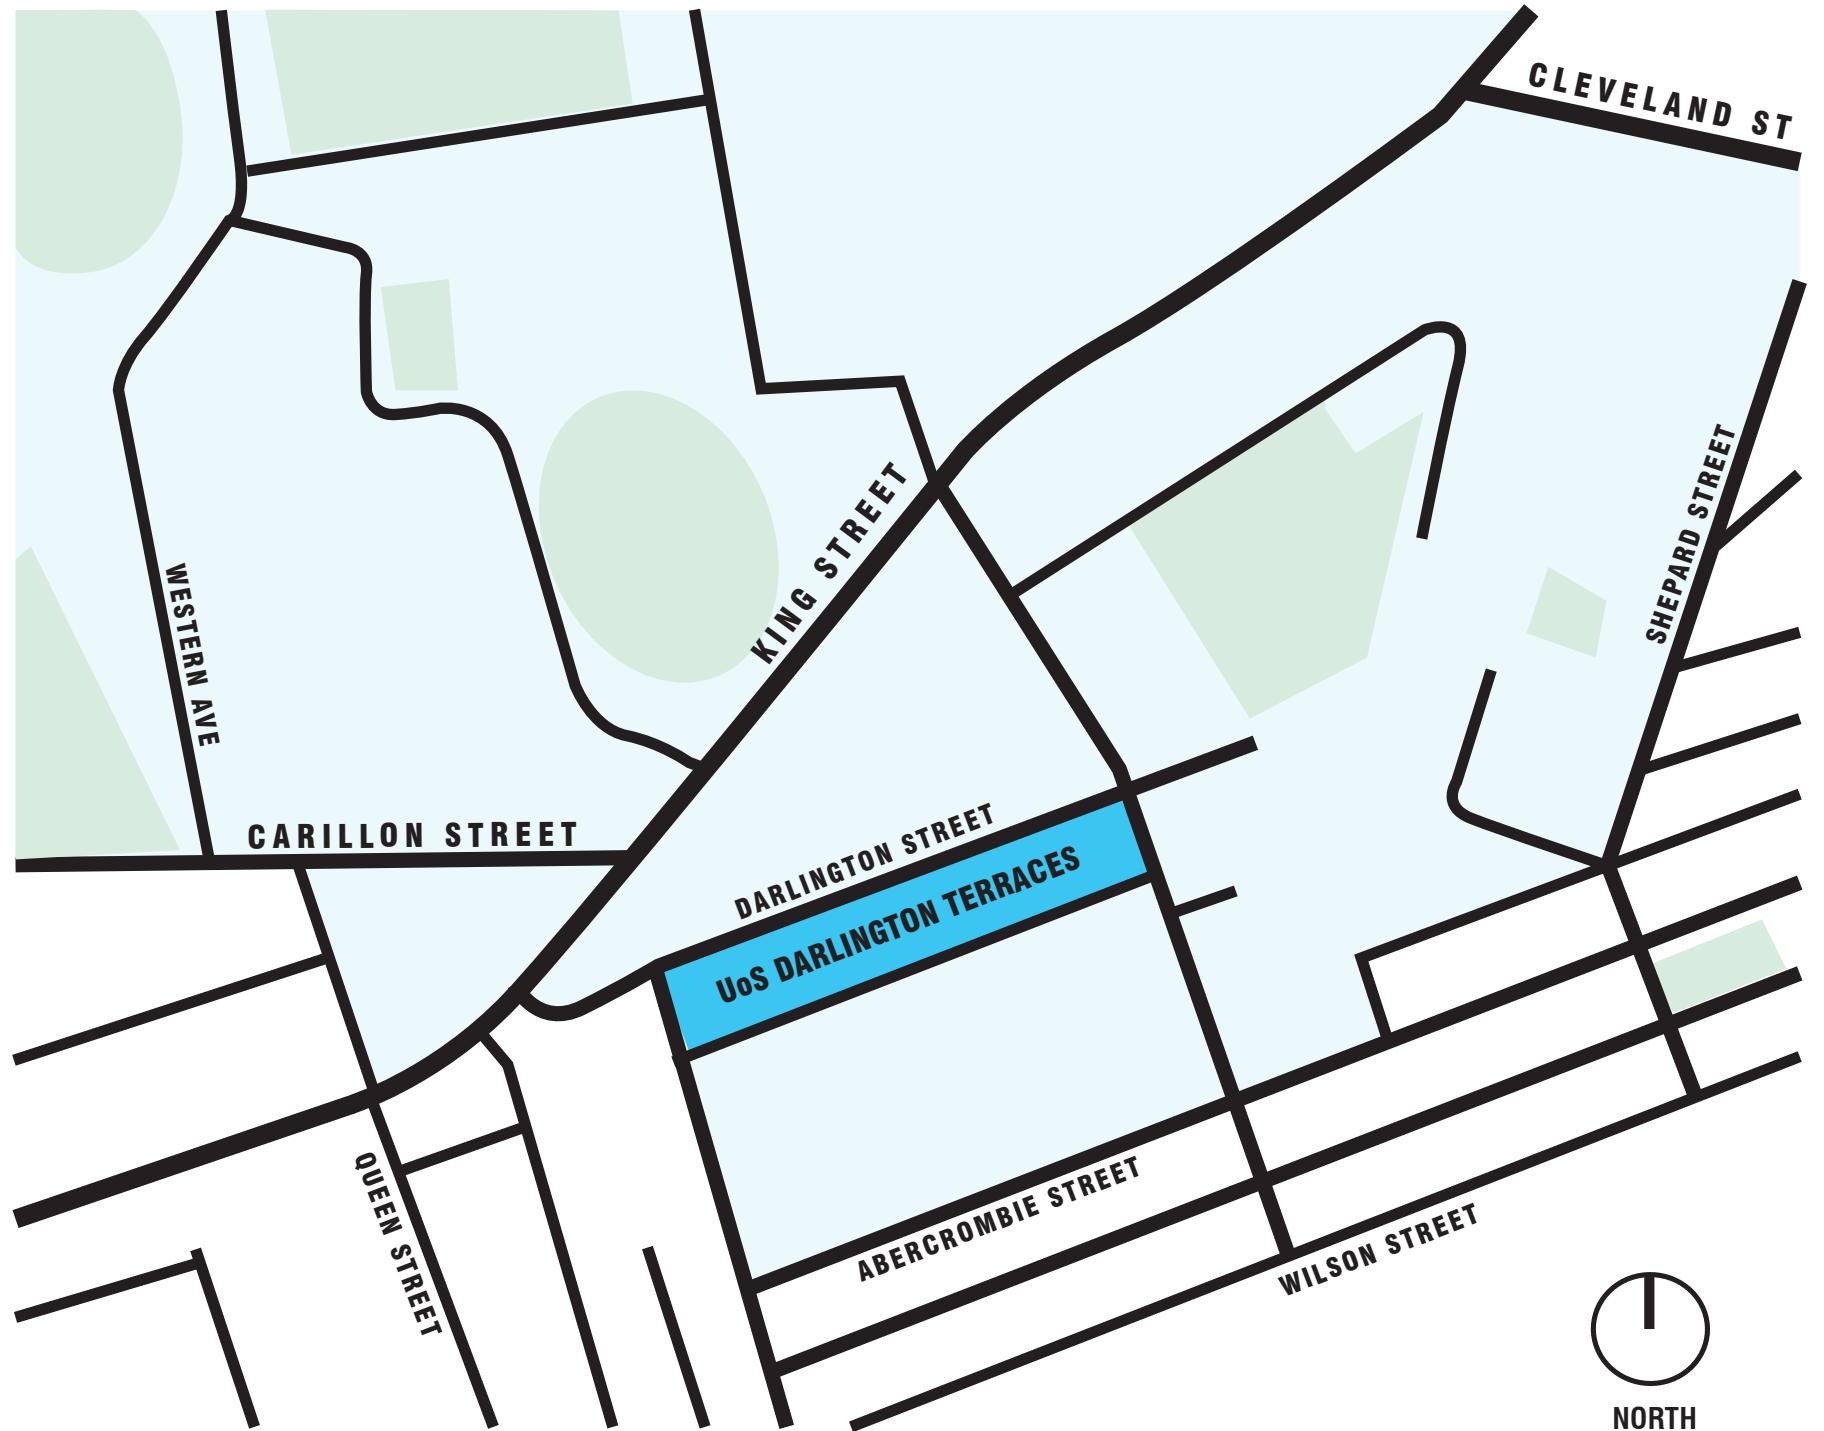 CLEVELAND ST
SHEPARD STREET
KING STREET
WESTERN AVE
CARILLON STREET
DARLINGTON STREET
UoS DARLINGTON TERRACES
QUEEN STREET
ABERCROMBIE STREET
WILSON STREET
NORTH